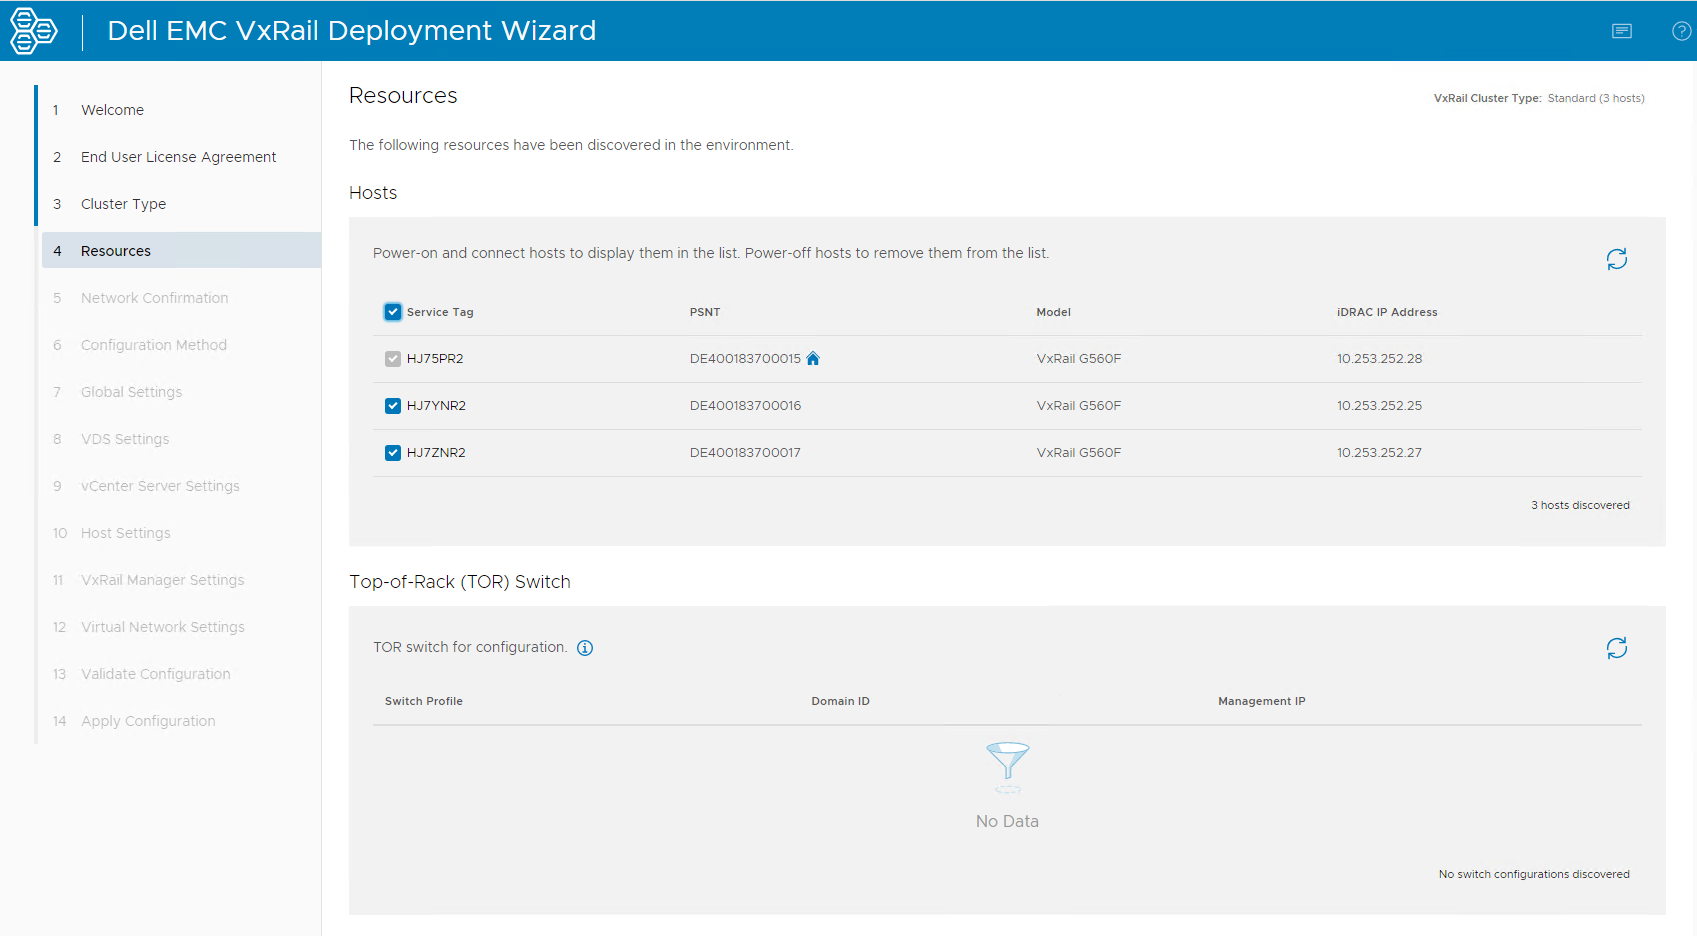 Dell EMC VxRail Deployment Wizard
?
1 Welcome
2 End User License Agreement
3 Cluster Type
4 Resources
5 Network Confirmation
6 Configuration Method
7 Global Settings
8 VDS Settings
9 vCenter Server Settings
10 Host Settings
11 VxRail Manager Settings
12 Virtual Network Settings
13 Validate Configuration
14 Apply Configuration
Resources
VxRail Cluster Type: Standard (3 hosts)
The following resources have been discovered in the environment.
Hosts
Power-on and connect hosts to display them in the list. Power-off hosts to remove them from the list.
Service Tag PSNT Model iDRAC IP Address
HJ75PR2 DE400183700015 VxRail G560F 10.253.252.28
HJ7YNR2 DE400183700016 VxRail G560F 10.253.252.25
HJ7ZNR2 DE400183700017 VxRail G560F 10.253.252.27
3 hosts discovered
Top-of-Rack (TOR) Switch
TOR switch for configuration. i
Switch Profile Domain ID Management IP
No Data
No switch configurations discovered